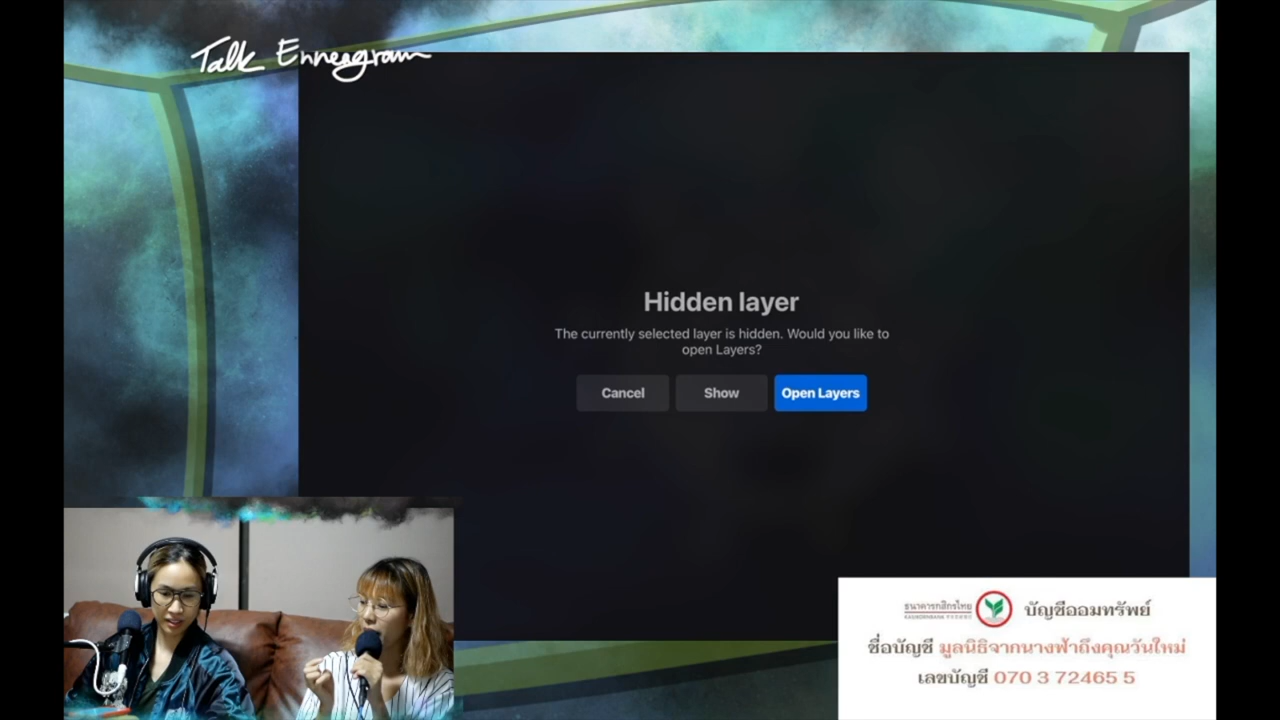 Talk Enneagram
Hidden layer
The currently selected layer is hidden. Would you like to
open Layers?
Cancel Show Open Layers
ธนาคารกสิกรไทย บัญชีออมทรัพย์
ชื่อบัญชี มูลนิธิจากนางฟ้าถึงคุณวันใหม่
เลขบัญชี 070 3 72465 5